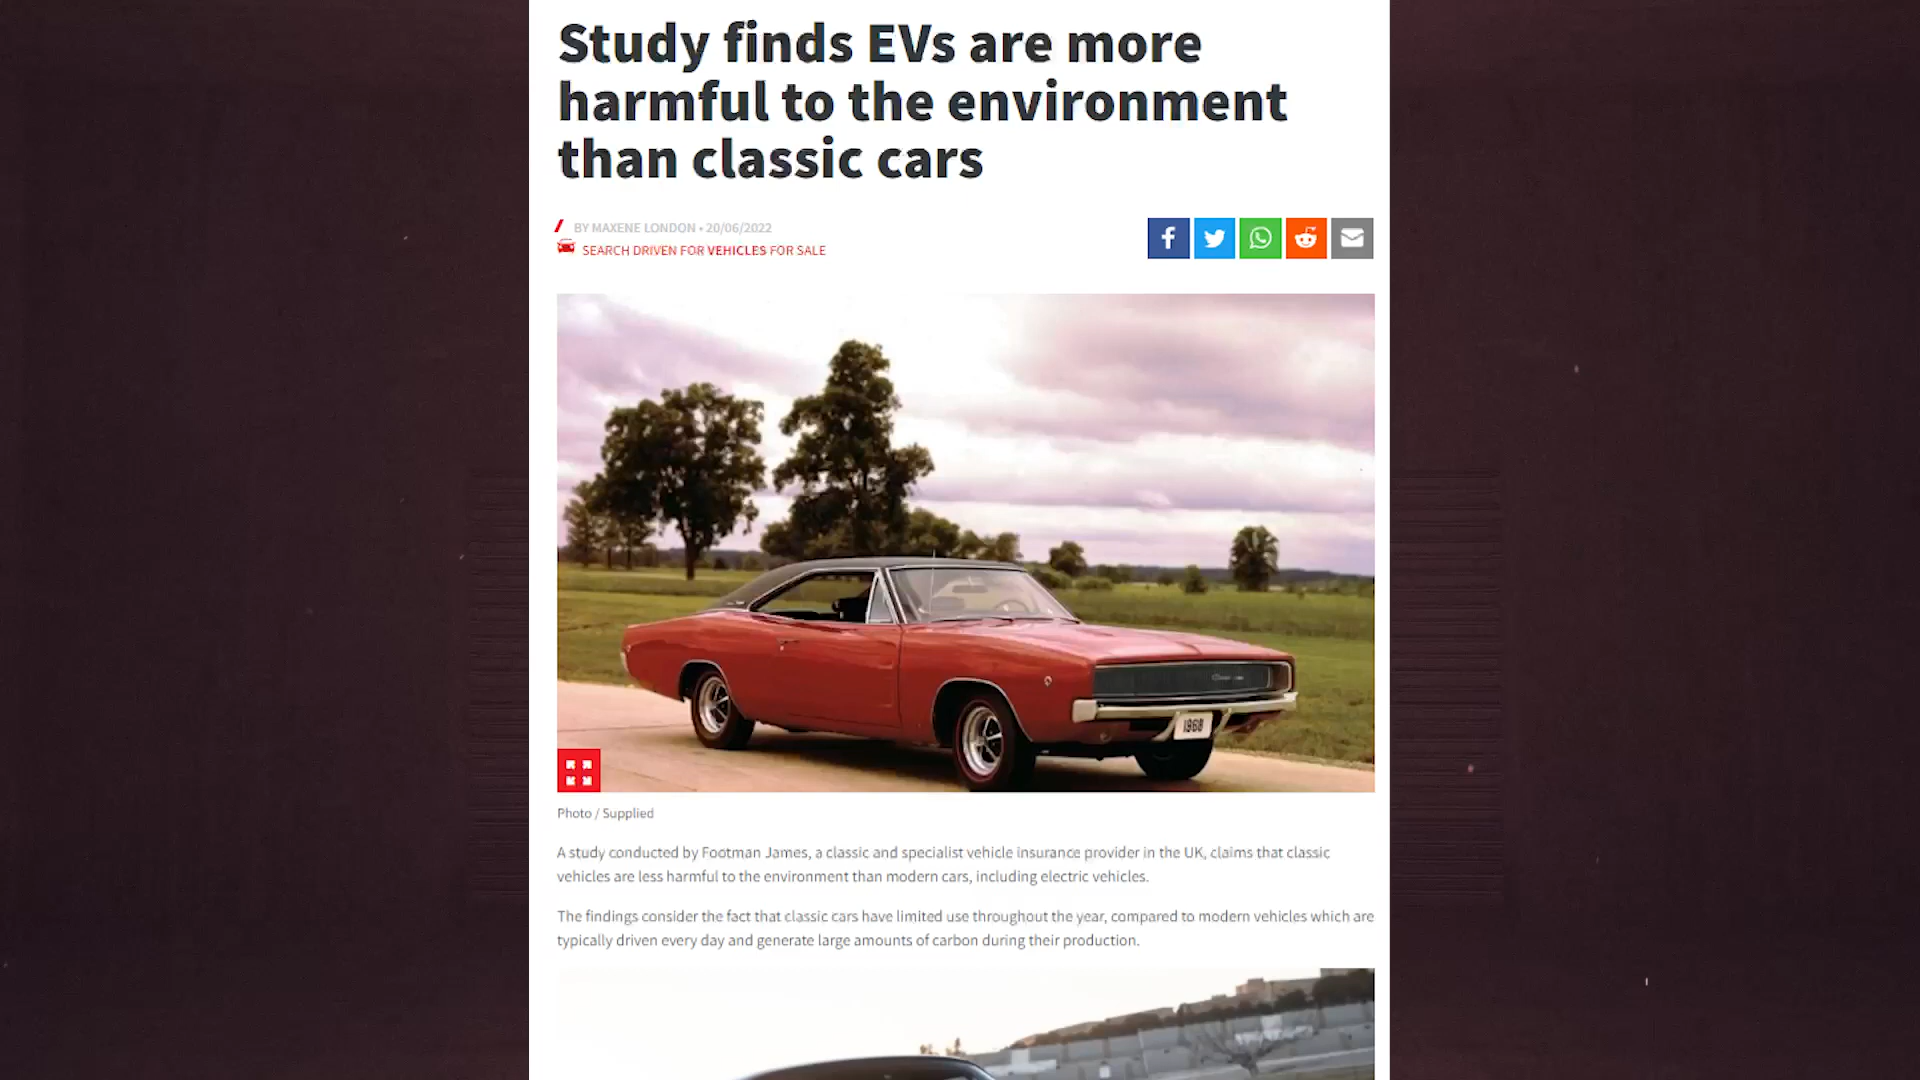 Study finds EVs are more
harmful to the environment
than classic cars
BY MAXENE LONDON • 20/06/2022
SEARCH DRIVEN FOR VEHICLES FOR SALE
1968
Photo / Supplied
A study conducted by Footman James, a classic and specialist vehicle insurance provider in the UK, claims that classic
vehicles are less harmful to the environment than modern cars, including electric vehicles.
The findings consider the fact that classic cars have limited use throughout the year, compared to modern vehicles which are
typically driven every day and generate large amounts of carbon during their production.